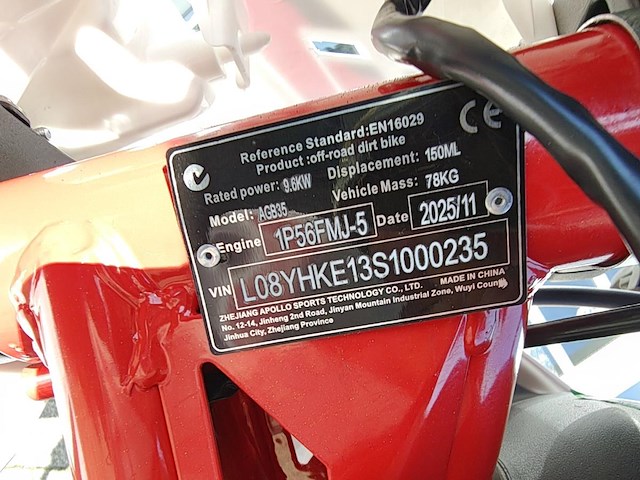 Reference Standard:EN16029
Product :off-road dirt bike
CE
Rated power: 9.6KW Displacement: 150ML
Model: AGB35 Vehicle Mass: 78KG
Engine 1P56FMJ-5 Date 2025/11
VIN L08YHKE13S1000235
ZHEJIANG APOLLO SPORTS TECHNOLOGY CO., LTD. MADE IN CHINA
No. 12-14, Jinheng 2nd Road, Jinyan Mountain Industrial Zone, Wuyi County
Jinhua City, Zhejiang Province